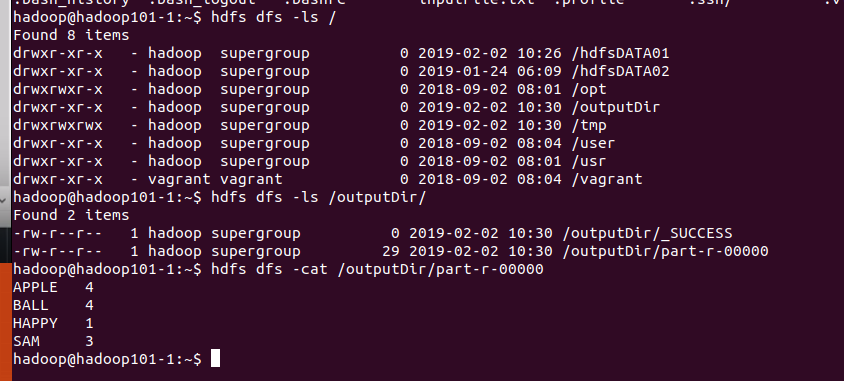 .bash_history .bash_logout .bashrc inputFile.txt .profile .ssh/ .v
hadoop@hadoop101-1:~$ hdfs dfs -ls /
Found 8 items
drwxr-xr-x   - hadoop  supergroup          0 2019-02-02 10:26 /hdfsDATA01
drwxr-xr-x   - hadoop  supergroup          0 2019-01-24 06:09 /hdfsDATA02
drwxrwxr-x   - hadoop  supergroup          0 2018-09-02 08:01 /opt
drwxr-xr-x   - hadoop  supergroup          0 2019-02-02 10:30 /outputDir
drwxrwxrwx   - hadoop  supergroup          0 2019-02-02 10:30 /tmp
drwxr-xr-x   - hadoop  supergroup          0 2018-09-02 08:04 /user
drwxr-xr-x   - hadoop  supergroup          0 2018-09-02 08:01 /usr
drwxr-xr-x   - vagrant vagrant             0 2018-09-02 08:04 /vagrant
hadoop@hadoop101-1:~$ hdfs dfs -ls /outputDir/
Found 2 items
-rw-r--r--   1 hadoop supergroup          0 2019-02-02 10:30 /outputDir/_SUCCESS
-rw-r--r--   1 hadoop supergroup         29 2019-02-02 10:30 /outputDir/part-r-00000
hadoop@hadoop101-1:~$ hdfs dfs -cat /outputDir/part-r-00000
APPLE   4
BALL    4
HAPPY   1
SAM     3
hadoop@hadoop101-1:~$